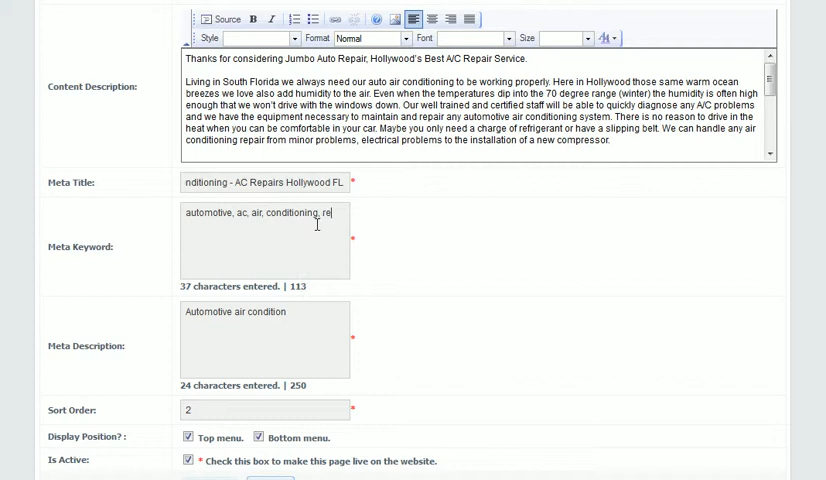 Source B I
Style Format Normal Font Size A
Content Description:
Thanks for considering Jumbo Auto Repair, Hollywood's Best A/C Repair Service.
Living in South Florida we always need our auto air conditioning to be working properly. Here in Hollywood those same warm ocean
breezes we love also add humidity to the air. Even when the temperatures dip into the 70 degree range (winter) the humidity is often high
enough that we won't drive with the windows down. Our well trained and certified staff will be able to quickly diagnose any A/C problems
and we have the equipment necessary to maintain and repair any automotive air conditioning system. There is no reason to drive in the
heat when you can be comfortable in your car. Maybe you only need a charge of refrigerant or have a slipping belt. We can handle any air
conditioning repair from minor problems, electrical problems to the installation of a new compressor.
Meta Title: nditioning - AC Repairs Hollywood FL *
automotive, ac, air, conditioning, re
Meta Keyword: *
37 characters entered. | 113
Automotive air condition
Meta Description: *
24 characters entered. | 250
Sort Order: 2 *
Display Position? : Top menu. Bottom menu.
Is Active: * Check this box to make this page live on the website.